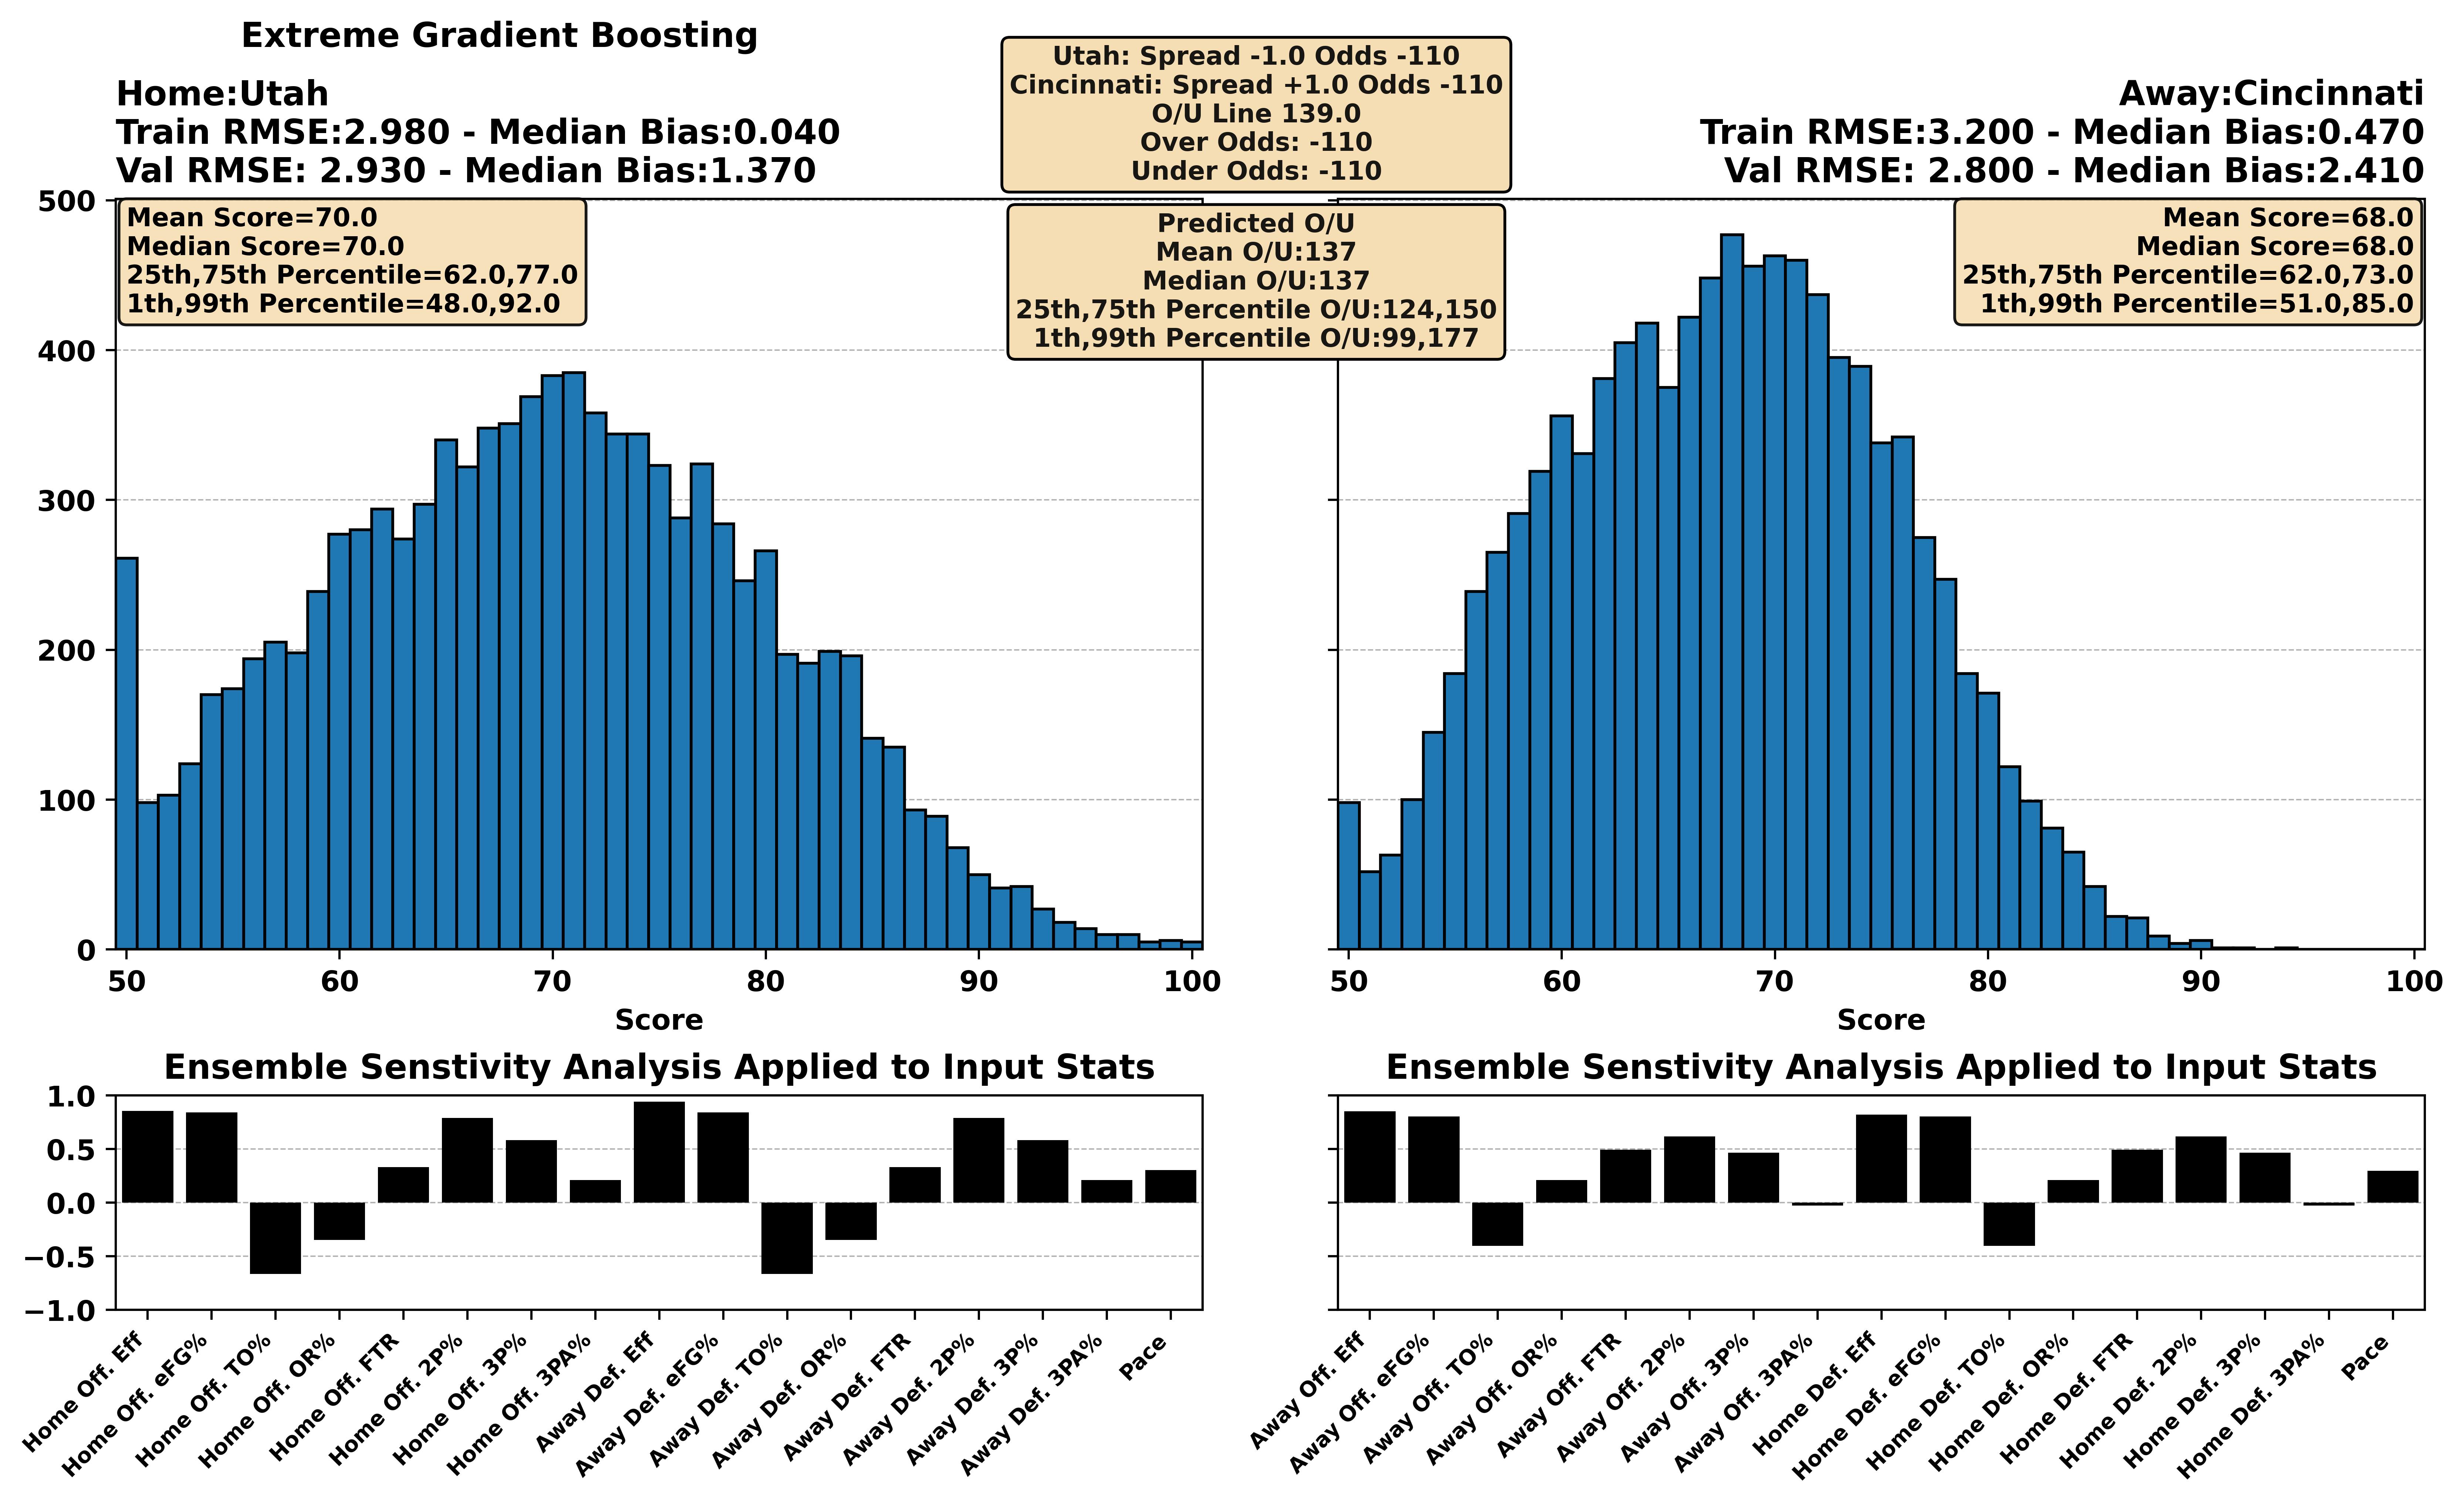 Extreme Gradient Boosting
Home:Utah
Train RMSE:2.980 - Median Bias:0.040
Val RMSE: 2.930 - Median Bias:1.370
Utah: Spread -1.0 Odds -110
Cincinnati: Spread +1.0 Odds -110
O/U Line 139.0
Over Odds: -110
Under Odds: -110
Away:Cincinnati
Train RMSE:3.200 - Median Bias:0.470
Val RMSE: 2.800 - Median Bias:2.410
Mean Score=70.0
Median Score=70.0
25th,75th Percentile=62.0,77.0
1th,99th Percentile=48.0,92.0
Predicted O/U
Mean O/U:137
Median O/U:137
25th,75th Percentile O/U:124,150
1th,99th Percentile O/U:99,177
Mean Score=68.0
Median Score=68.0
25th,75th Percentile=62.0,73.0
1th,99th Percentile=51.0,85.0
500
400
300
200
100
0
50 60 70 80 90 100
Score
50 60 70 80 90 100
Score
Ensemble Senstivity Analysis Applied to Input Stats
1.0
0.5
0.0
−0.5
−1.0
Home Off. Eff
Home Off. eFG%
Home Off. TO%
Home Off. OR%
Home Off. FTR
Home Off. 2P%
Home Off. 3P%
Home Off. 3PA%
Away Def. Eff
Away Def. eFG%
Away Def. TO%
Away Def. OR%
Away Def. FTR
Away Def. 2P%
Away Def. 3P%
Away Def. 3PA%
Pace
Ensemble Senstivity Analysis Applied to Input Stats
Away Off. Eff
Away Off. eFG%
Away Off. TO%
Away Off. OR%
Away Off. FTR
Away Off. 2P%
Away Off. 3P%
Away Off. 3PA%
Home Def. Eff
Home Def. eFG%
Home Def. TO%
Home Def. OR%
Home Def. FTR
Home Def. 2P%
Home Def. 3P%
Home Def. 3PA%
Pace